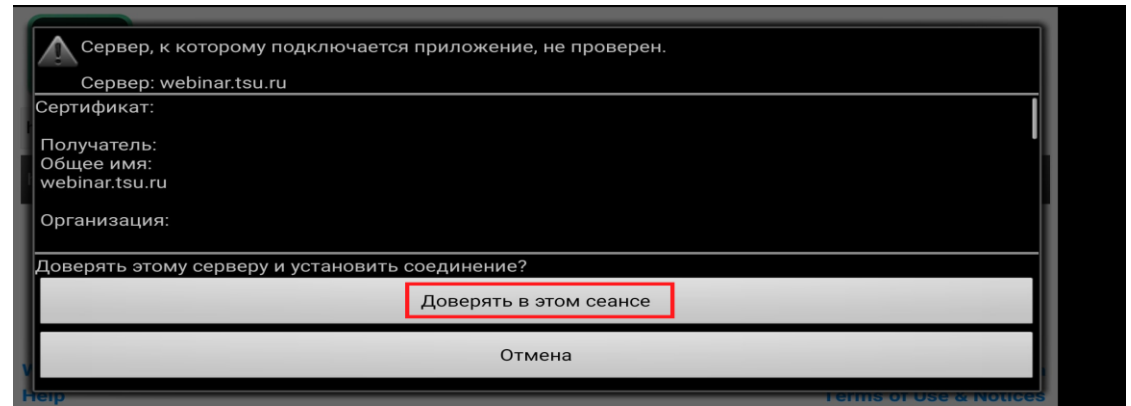 Сервер, к которому подключается приложение, не проверен.
Сервер: webinar.tsu.ru
Сертификат:
Получатель:
Общее имя:
webinar.tsu.ru
Организация:
Доверять этому серверу и установить соединение?
Доверять в этом сеансе
Отмена
Help
Terms of Use & Notices